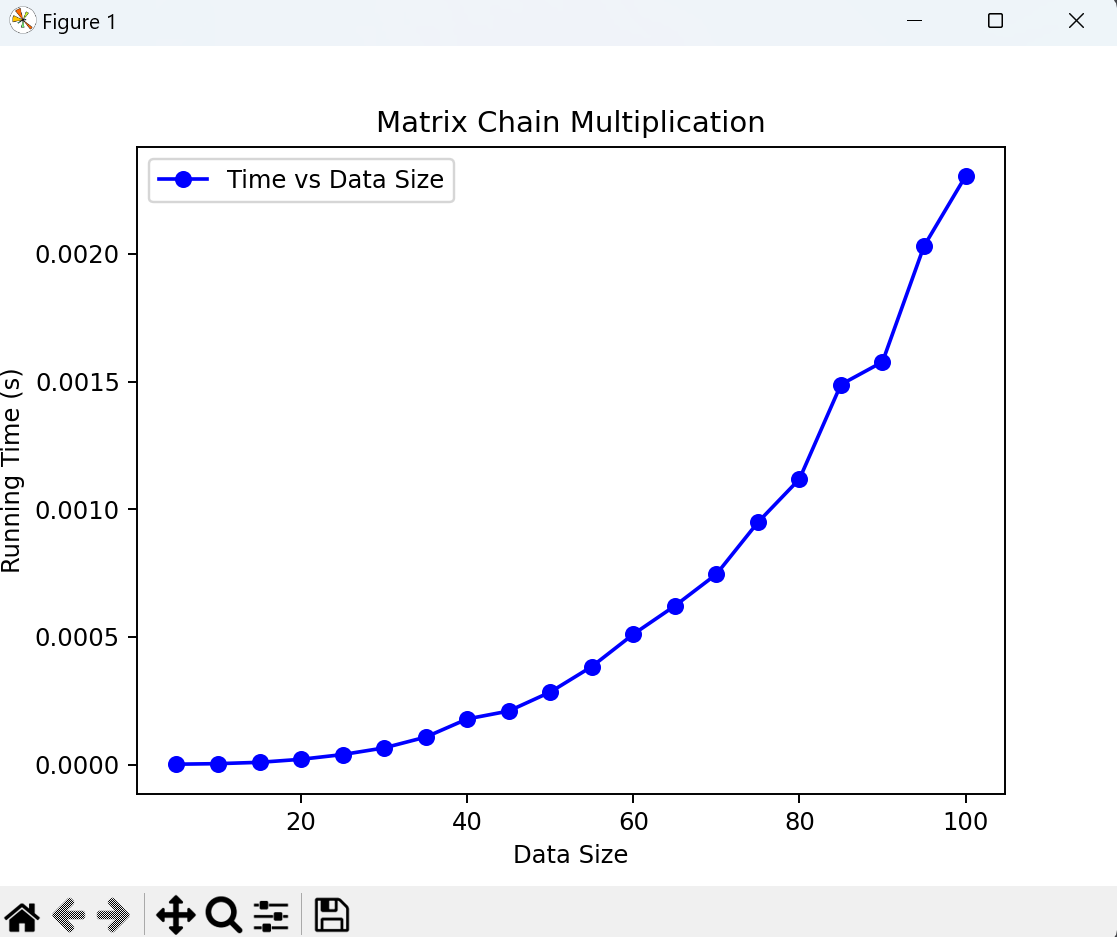 Figure 1
Matrix Chain Multiplication
Time vs Data Size
0.0020
0.0015
0.0010
0.0005
0.0000
Running Time (s)
20 40 60 80 100
Data Size